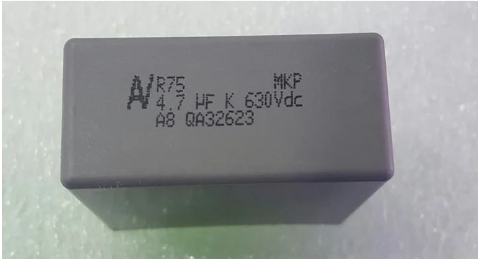 R75 MKP
4.7 µF K 630Vdc
A8 QA32623